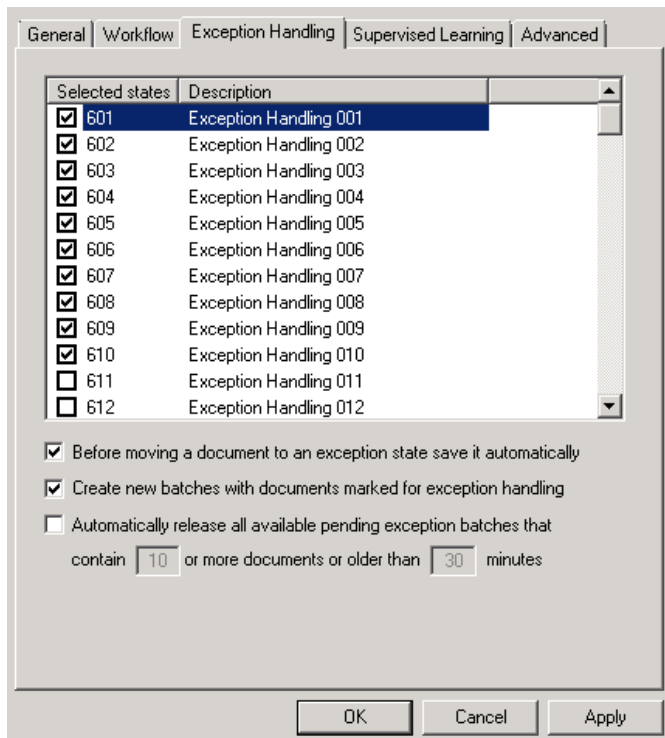 General Workflow Exception Handling Supervised Learning Advanced
Selected states Description
601 Exception Handling 001
602 Exception Handling 002
603 Exception Handling 003
604 Exception Handling 004
605 Exception Handling 005
606 Exception Handling 006
607 Exception Handling 007
608 Exception Handling 008
609 Exception Handling 009
610 Exception Handling 010
611 Exception Handling 011
612 Exception Handling 012
Before moving a document to an exception state save it automatically
Create new batches with documents marked for exception handling
Automatically release all available pending exception batches that
contain 10 or more documents or older than 30 minutes
OK Cancel Apply